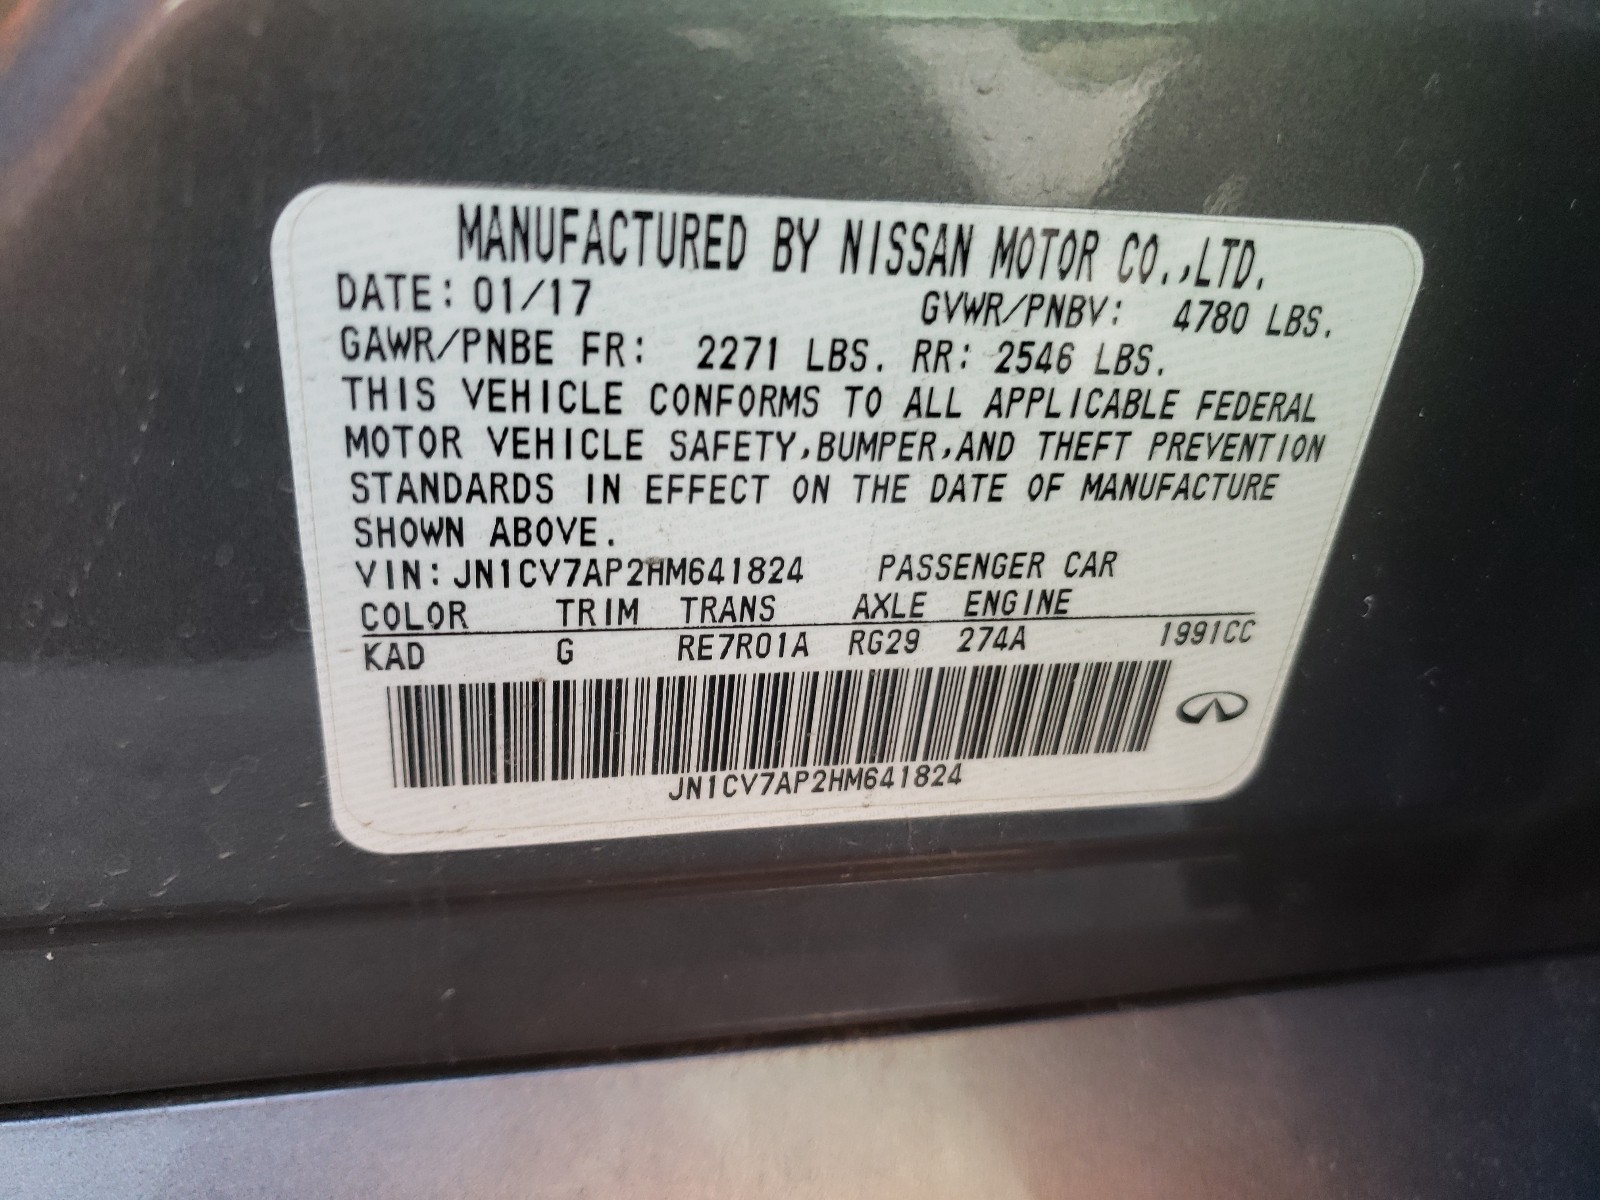 MANUFACTURED BY NISSAN MOTOR CO.,LTD.
DATE: 01/17 GVWR/PNBV: 4780 LBS.
GAWR/PNBE FR: 2271 LBS. RR: 2546 LBS.
THIS VEHICLE CONFORMS TO ALL APPLICABLE FEDERAL
MOTOR VEHICLE SAFETY,BUMPER,AND THEFT PREVENTION
STANDARDS IN EFFECT ON THE DATE OF MANUFACTURE
SHOWN ABOVE.
VIN: JN1CV7AP2HM641824 PASSENGER CAR
COLOR TRIM TRANS AXLE ENGINE
KAD G RE7R01A RG29 274A 1991CC
JN1CV7AP2HM641824